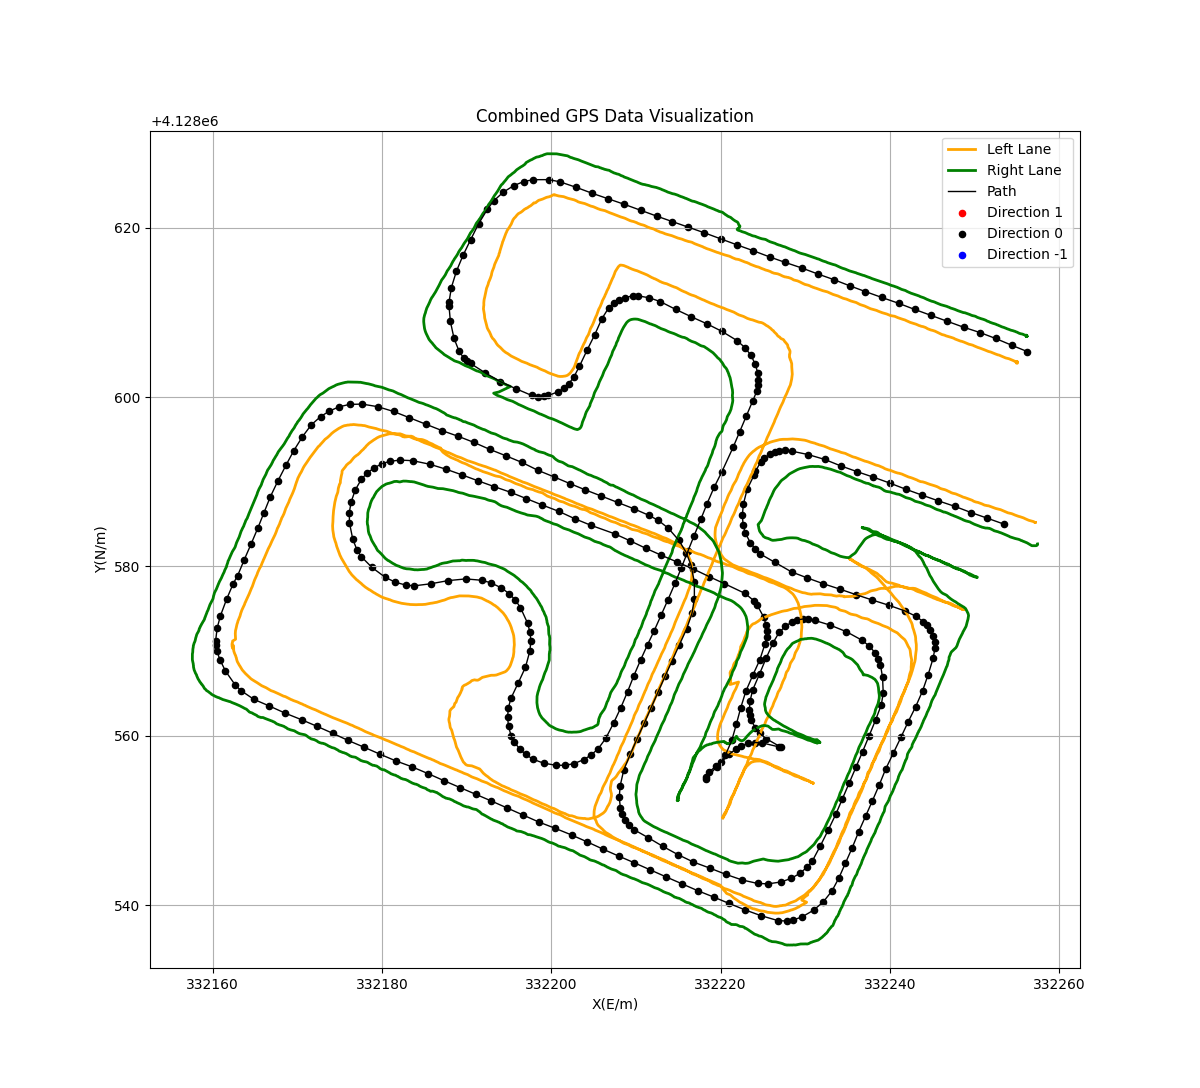 Combined GPS Data Visualization
+4.128e6
Left Lane
Right Lane
Path
Direction 1
Direction 0
Direction -1
620
600
580
560
540
Y(N/m)
332160 332180 332200 332220 332240 332260
X(E/m)